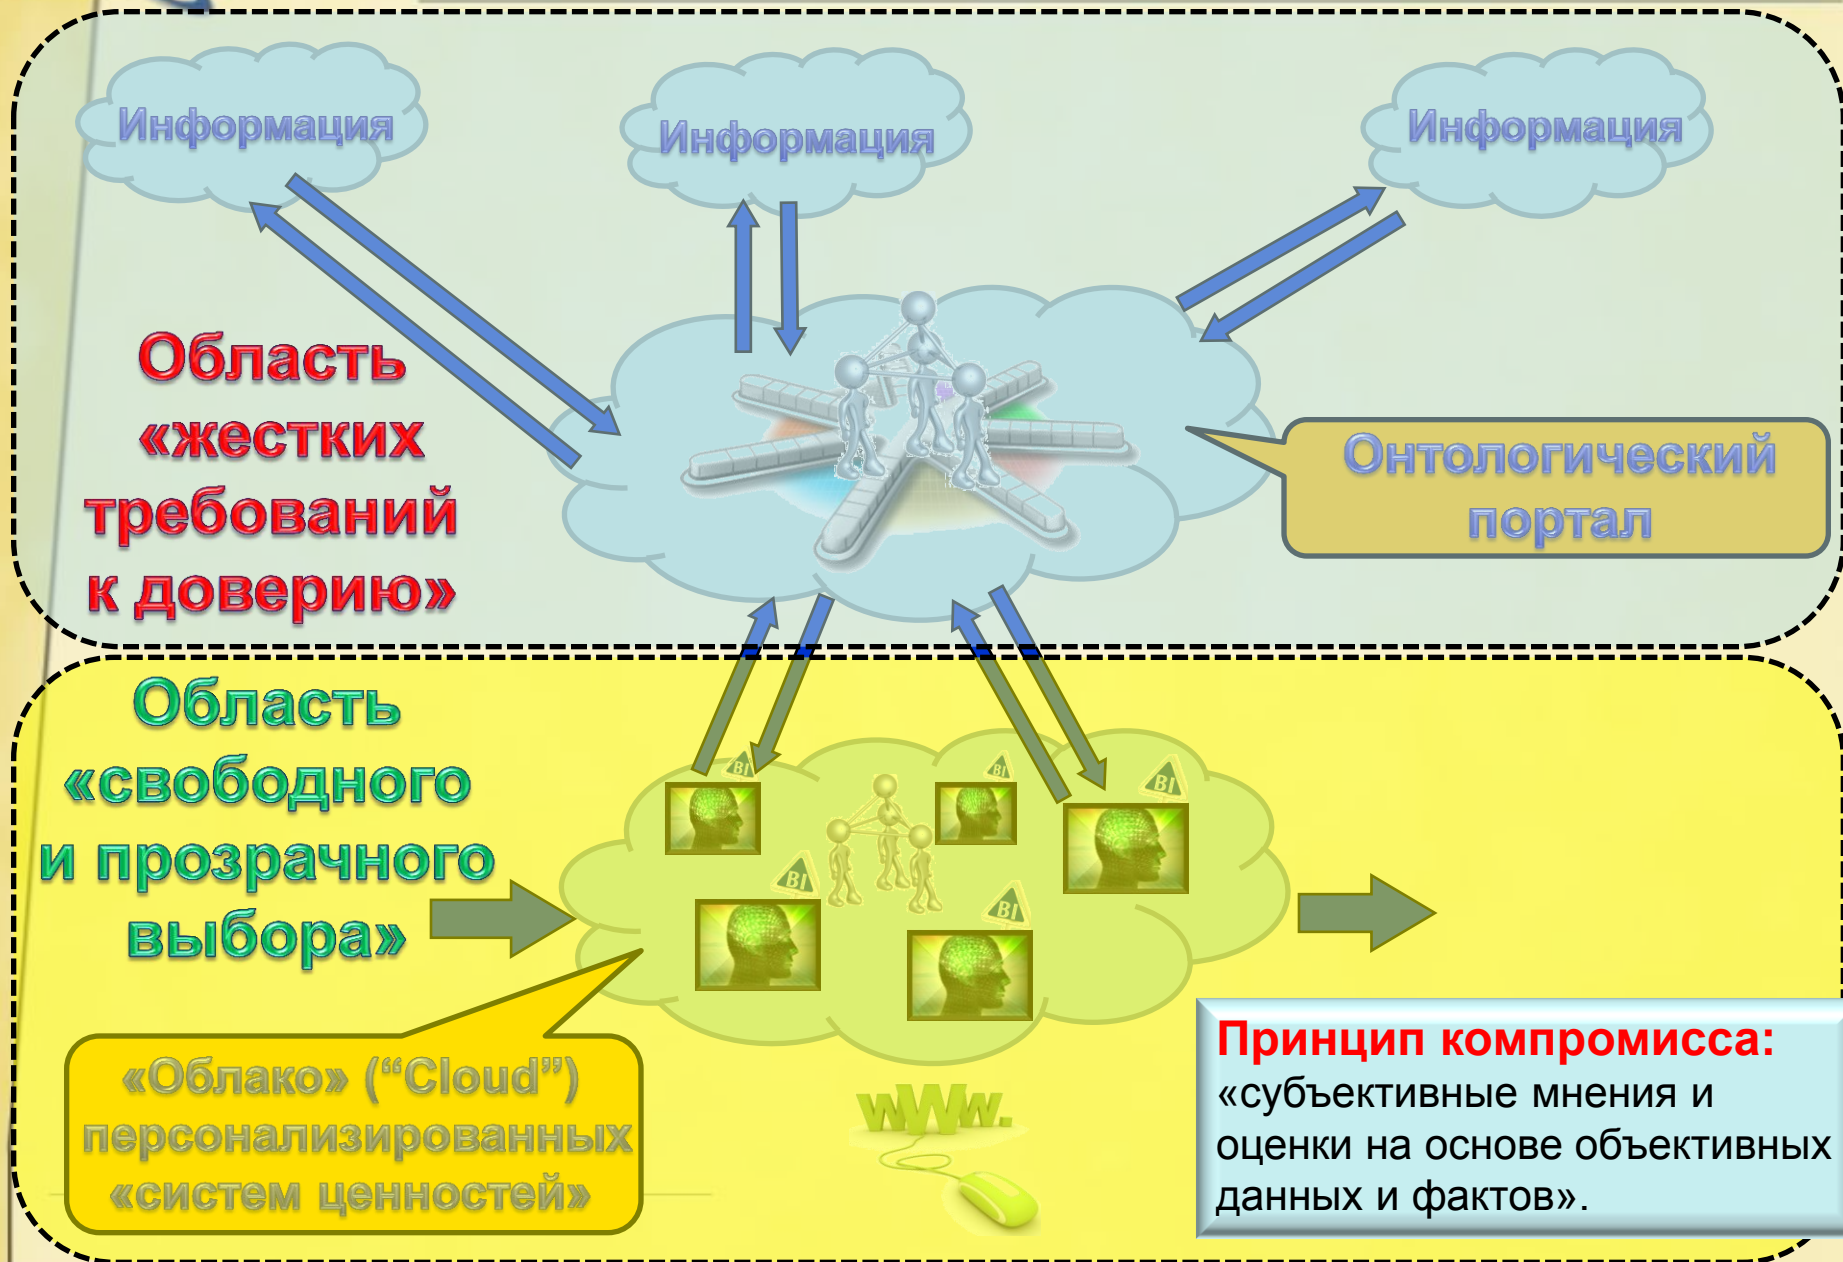 Информация
Информация
Информация
Область
«жестких
требований
к доверию»
Онтологический
портал
Область
«свободного
и прозрачного
выбора»
BI
BI
BI
BI
BI
«Облако» (“Cloud”)
персонализированных
«систем ценностей»
wWw.
Принцип компромисса:
«субъективные мнения и
оценки на основе объективных
данных и фактов».